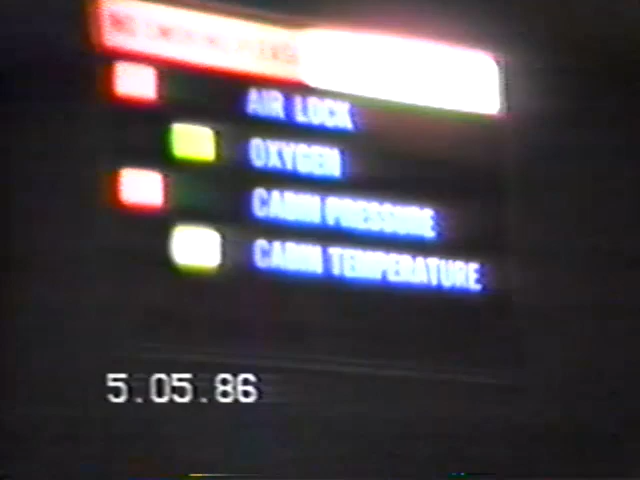 AIR LOCK
OXYGEN
CABIN PRESSURE
CABIN TEMPERATURE
5.05.86